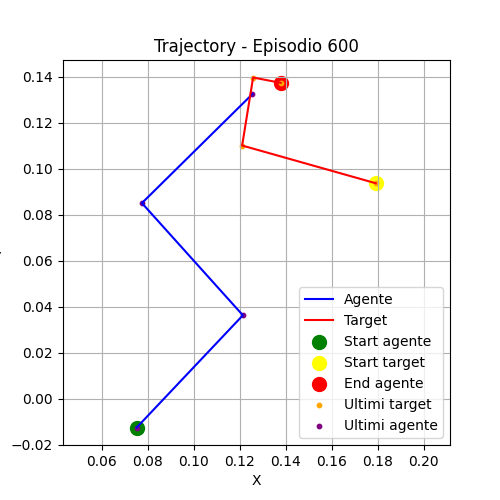 Trajectory - Episodio 600
0.14
0.12
0.10
0.08
0.06
0.04
0.02
0.00
−0.02
0.06 0.08 0.10 0.12 0.14 0.16 0.18 0.20
X
Agente
Target
Start agente
Start target
End agente
Ultimi target
Ultimi agente